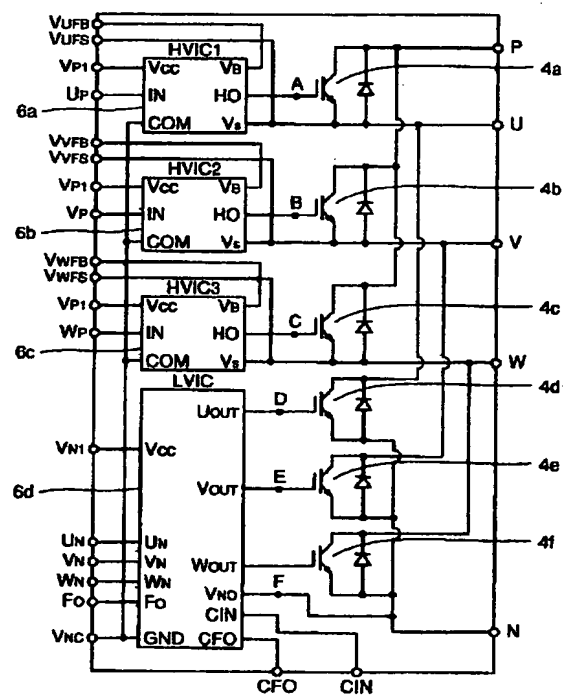 VUFB
VUFS
HVIC1
VP1 VCC VB P
4a
UP IN HO A
6a
COM VS U
VVFB
VVFS
HVIC2
VP1 VCC VB
4b
VP IN HO B
6b
COM VS V
VWFB
VWFS
HVIC3
VP1 VCC VB
4c
WP IN HO C
6c
COM VS W
LVIC
4d
UOUT D
VN1 VCC
4e
6d VOUT E
4f
UN UN
VN VN WOUT
WN WN
FO FO VNO F
CIN
VNC GND CFO N
CFO CIN